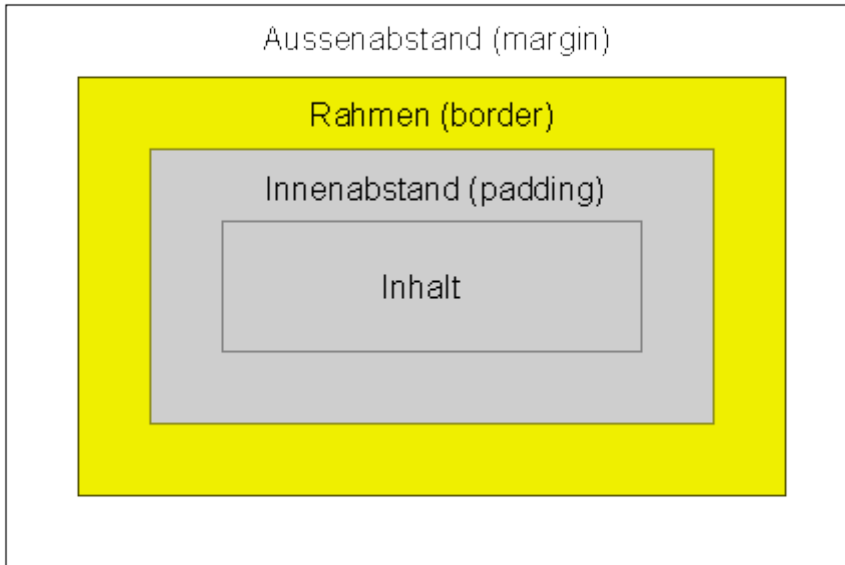 Aussenabstand (margin)
Rahmen (border)
Innenabstand (padding)
Inhalt